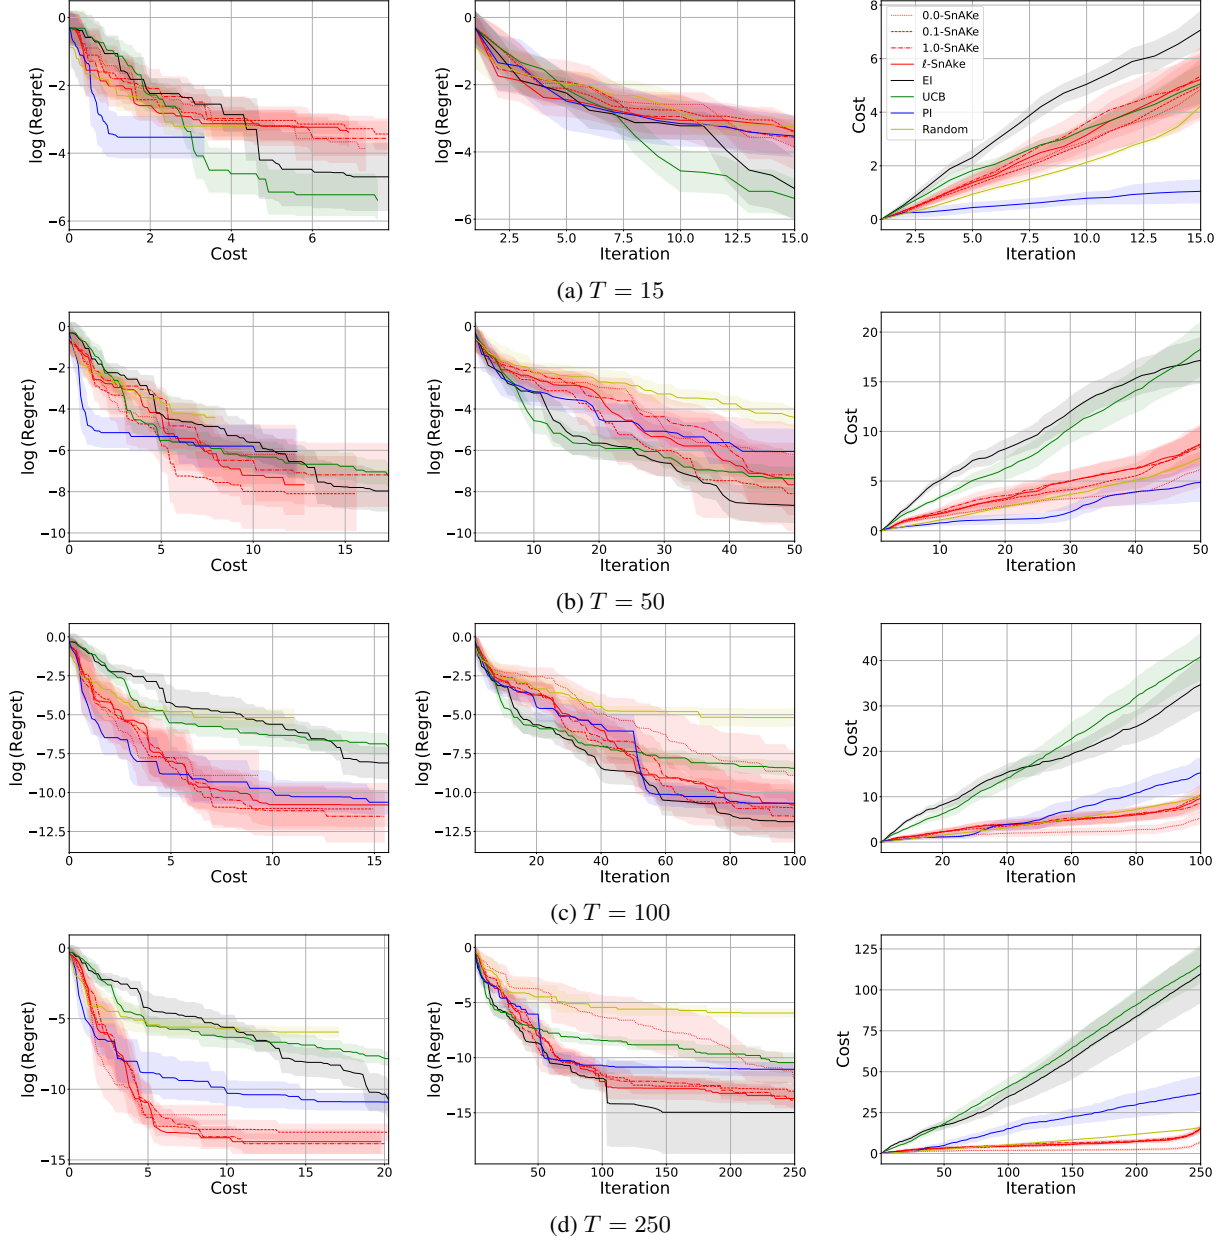 0
−2
−4
−6
0 2 4 6
log (Regret)
Cost
0
−2
−4
−6
2.5 5.0 7.5 10.0 12.5 15.0
log (Regret)
Iteration
8
6
4
2
0
2.5 5.0 7.5 10.0 12.5 15.0
Cost
Iteration
0.0-SnAKe
0.1-SnAKe
1.0-SnAKe
ℓ-SnAke
EI
UCB
PI
Random
(a) T = 15
0
−2
−4
−6
−8
−10
0 5 10 15
log (Regret)
Cost
0
−2
−4
−6
−8
−10
10 20 30 40 50
log (Regret)
Iteration
20
15
10
5
0
10 20 30 40 50
Cost
Iteration
(b) T = 50
0.0
−2.5
−5.0
−7.5
−10.0
−12.5
0 5 10 15
log (Regret)
Cost
0.0
−2.5
−5.0
−7.5
−10.0
−12.5
20 40 60 80 100
log (Regret)
Iteration
40
30
20
10
0
20 40 60 80 100
Cost
Iteration
(c) T = 100
0
−5
−10
−15
0 5 10 15 20
log (Regret)
Cost
0
−5
−10
−15
50 100 150 200 250
log (Regret)
Iteration
125
100
75
50
25
0
50 100 150 200 250
Cost
Iteration
(d) T = 250